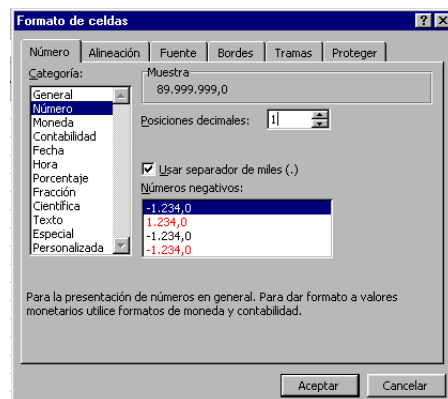 Formato de celdas
Número Alineación Fuente Bordes Tramas Proteger
Categoría:
General
Número
Moneda
Contabilidad
Fecha
Hora
Porcentaje
Fracción
Científica
Texto
Especial
Personalizada
Muestra
89.999.999,0
Posiciones decimales: 1
Usar separador de miles (.)
Números negativos:
-1.234,0
1.234,0
-1.234,0
-1.234,0
Para la presentación de números en general. Para dar formato a valores
monetarios utilice formatos de moneda y contabilidad.
Aceptar Cancelar